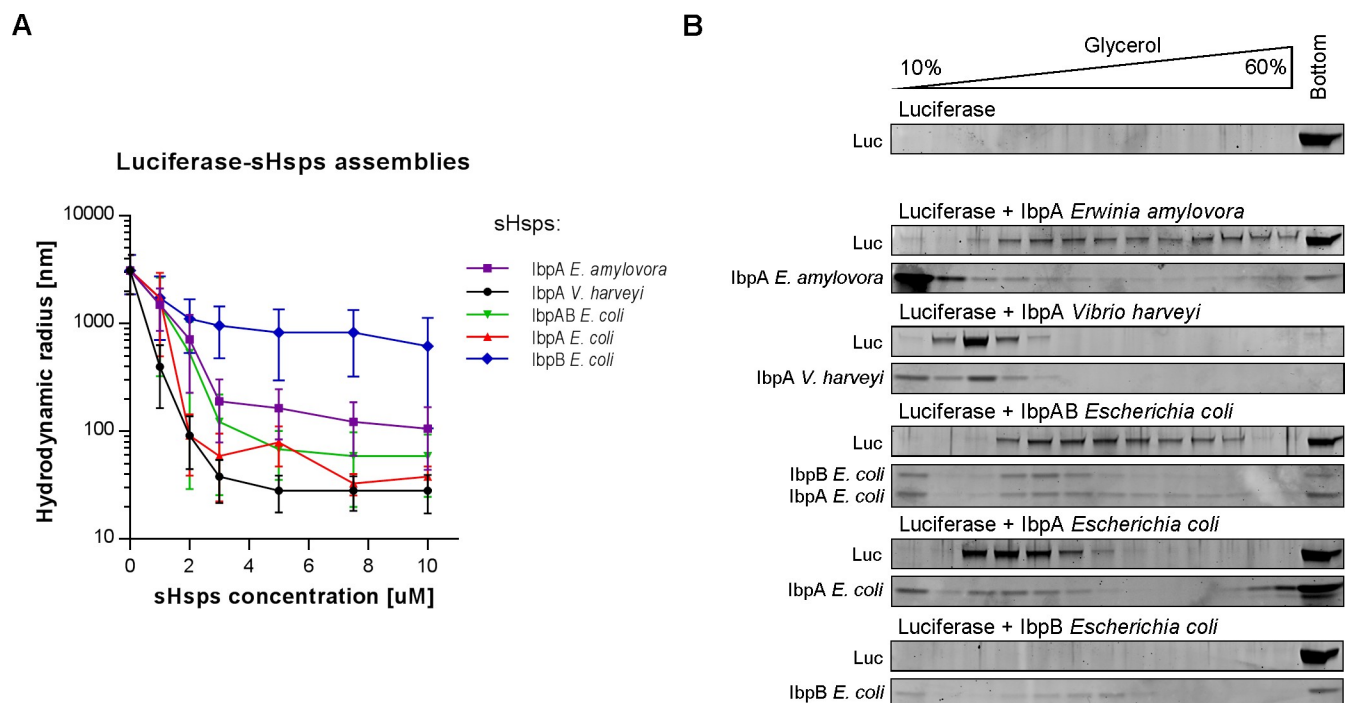 A
Luciferase-sHsps assemblies
Hydrodynamic radius [nm]
10000
1000
100
10
0 2 4 6 8 10
sHsps concentration [uM]
sHsps:
IbpA E. amylovora
IbpA V. harveyi
IbpAB E. coli
IbpA E. coli
IbpB E. coli
B
Glycerol
10% 60%
Bottom
Luciferase
Luc
Luciferase + IbpA Erwinia amylovora
Luc
IbpA E. amylovora
Luciferase + IbpA Vibrio harveyi
Luc
IbpA V. harveyi
Luciferase + IbpAB Escherichia coli
Luc
IbpB E. coli
IbpA E. coli
Luciferase + IbpA Escherichia coli
Luc
IbpA E. coli
Luciferase + IbpB Escherichia coli
Luc
IbpB E. coli